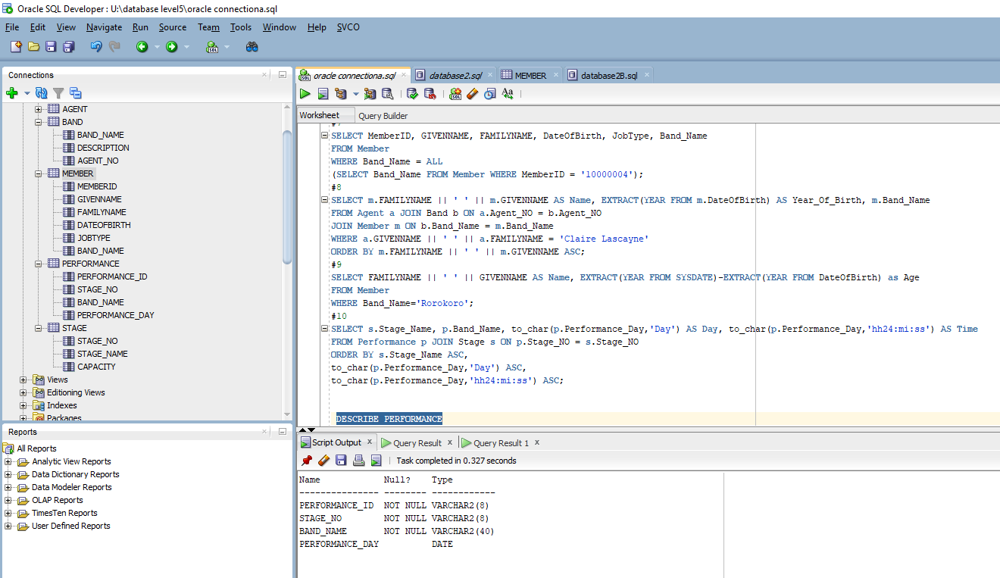 Oracle SQL Developer : U:\database level5\oracle connectiona.sql
File Edit View Navigate Run Source Team Tools Window Help SVCO
Connections
AGENT
BAND
BAND_NAME
DESCRIPTION
AGENT_NO
MEMBER
MEMBERID
GIVENNAME
FAMILYNAME
DATEOFBIRTH
JOBTYPE
BAND_NAME
PERFORMANCE
PERFORMANCE_ID
STAGE_NO
BAND_NAME
PERFORMANCE_DAY
STAGE
STAGE_NO
STAGE_NAME
CAPACITY
Views
Editioning Views
Indexes
Packages
Reports
All Reports
Analytic View Reports
Data Dictionary Reports
Data Modeler Reports
OLAP Reports
TimesTen Reports
User Defined Reports
oracle connectiona.sql database2.sql MEMBER database2B.sql
Worksheet Query Builder
#7
SELECT MemberID, GIVENNAME, FAMILYNAME, DateOfBirth, JobType, Band_Name
FROM Member
WHERE Band_Name = ALL
(SELECT Band_Name FROM Member WHERE MemberID = '10000004');
#8
SELECT m.FAMILYNAME || ' ' || m.GIVENNAME AS Name, EXTRACT(YEAR FROM m.DateOfBirth) AS Year_Of_Birth, m.Band_Name
FROM Agent a JOIN Band b ON a.Agent_NO = b.Agent_NO
JOIN Member m ON b.Band_Name = m.Band_Name
WHERE a.GIVENNAME || ' ' || a.FAMILYNAME = 'Claire Lascayne'
ORDER BY m.FAMILYNAME || ' ' || m.GIVENNAME ASC;
#9
SELECT FAMILYNAME || ' ' || GIVENNAME AS Name, EXTRACT(YEAR FROM SYSDATE)-EXTRACT(YEAR FROM DateOfBirth) as Age
FROM Member
WHERE Band_Name='Rorokoro';
#10
SELECT s.Stage_Name, p.Band_Name, to_char(p.Performance_Day,'Day') AS Day, to_char(p.Performance_Day,'hh24:mi:ss') AS Time
FROM Performance p JOIN Stage s ON p.Stage_NO = s.Stage_NO
ORDER BY s.Stage_Name ASC,
to_char(p.Performance_Day,'Day') ASC,
to_char(p.Performance_Day,'hh24:mi:ss') ASC;
DESCRIBE PERFORMANCE
Script Output Query Result Query Result 1
Task completed in 0.327 seconds
Name Null? Type
--------------- -------- ------------
PERFORMANCE_ID NOT NULL VARCHAR2(8)
STAGE_NO NOT NULL VARCHAR2(8)
BAND_NAME NOT NULL VARCHAR2(40)
PERFORMANCE_DAY DATE